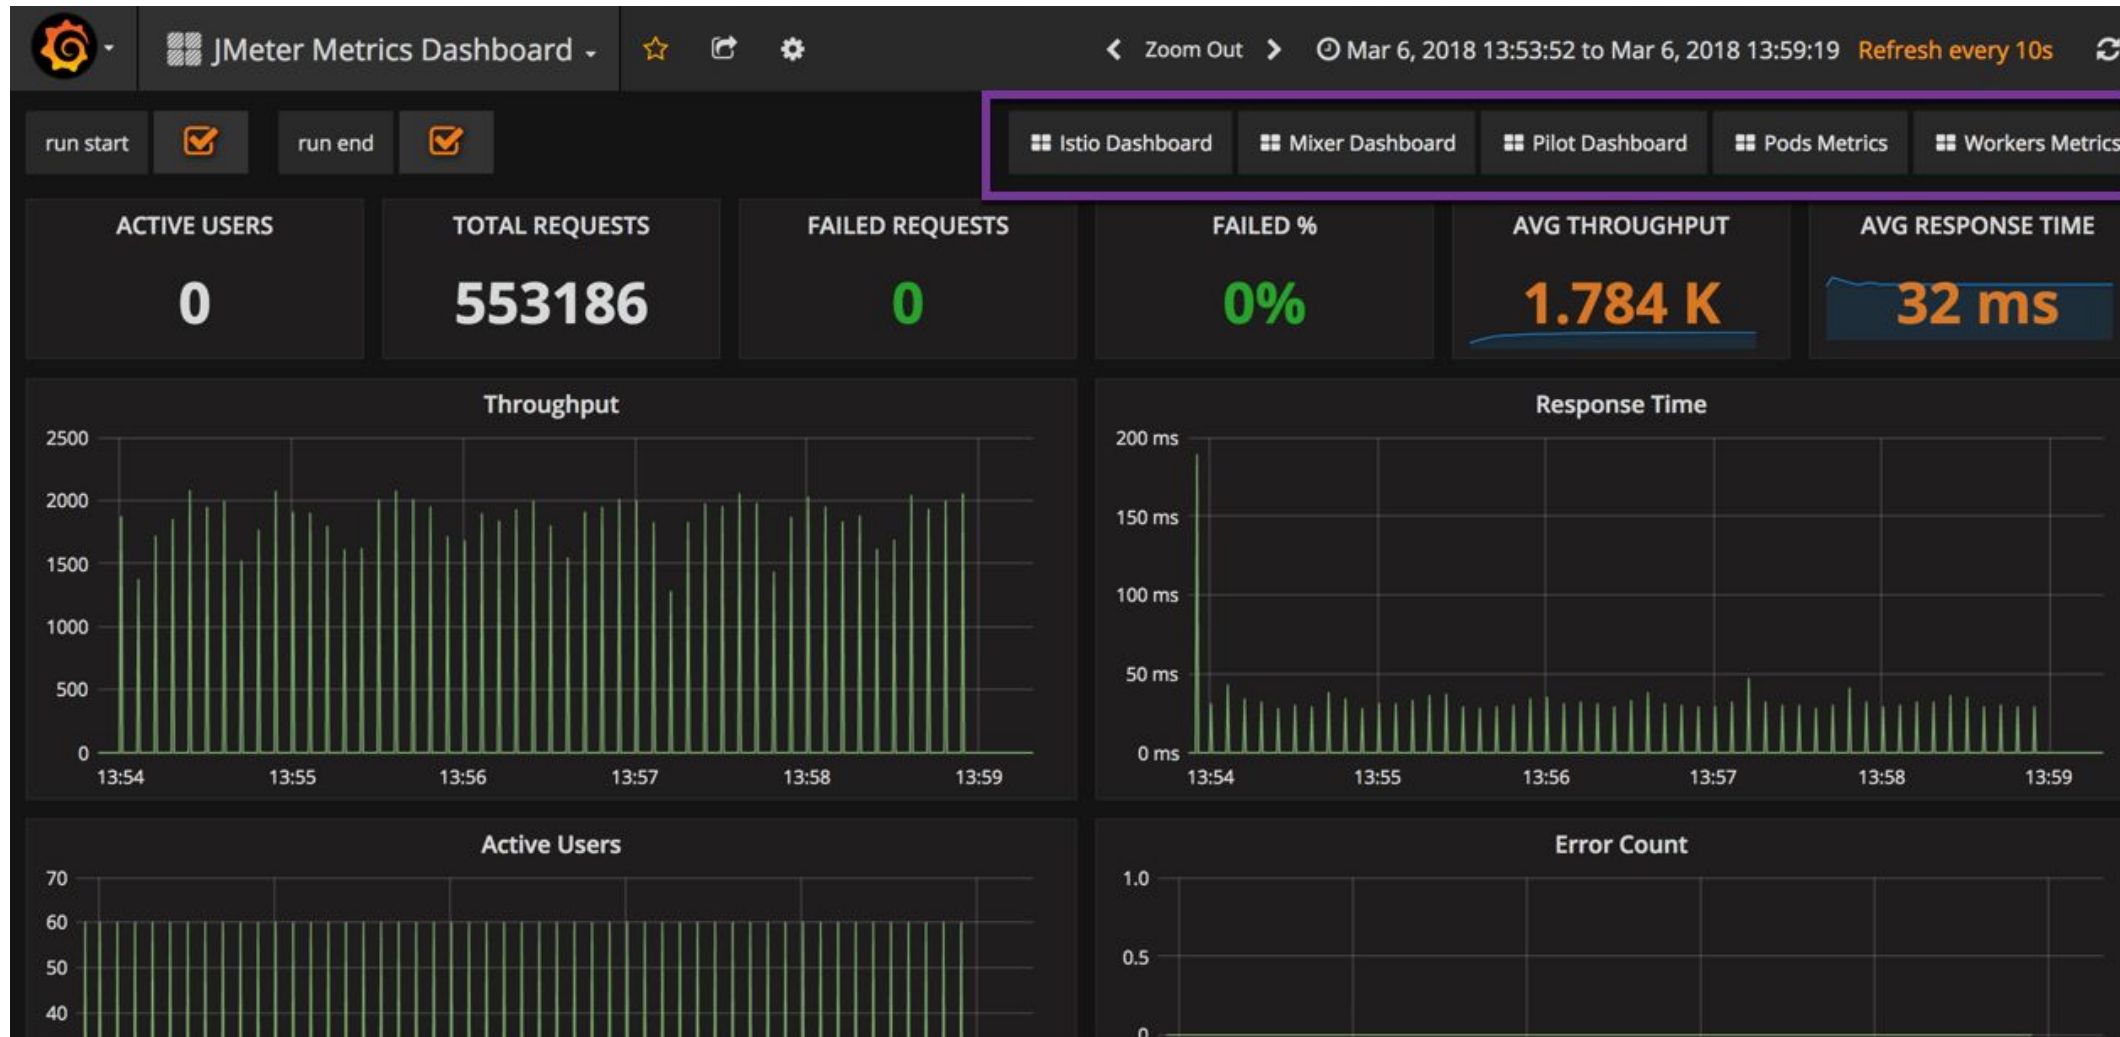 JMeter Metrics Dashboard
Zoom Out
Mar 6, 2018 13:53:52 to Mar 6, 2018 13:59:19 Refresh every 10s
run start
run end
Istio Dashboard
Mixer Dashboard
Pilot Dashboard
Pods Metrics
Workers Metrics
ACTIVE USERS
0
TOTAL REQUESTS
553186
FAILED REQUESTS
0
FAILED %
0%
AVG THROUGHPUT
1.784 K
AVG RESPONSE TIME
32 ms
Throughput
2500
2000
1500
1000
500
0
13:54 13:55 13:56 13:57 13:58 13:59
Response Time
200 ms
150 ms
100 ms
50 ms
0 ms
13:54 13:55 13:56 13:57 13:58 13:59
Active Users
70
60
50
40
Error Count
1.0
0.5
0